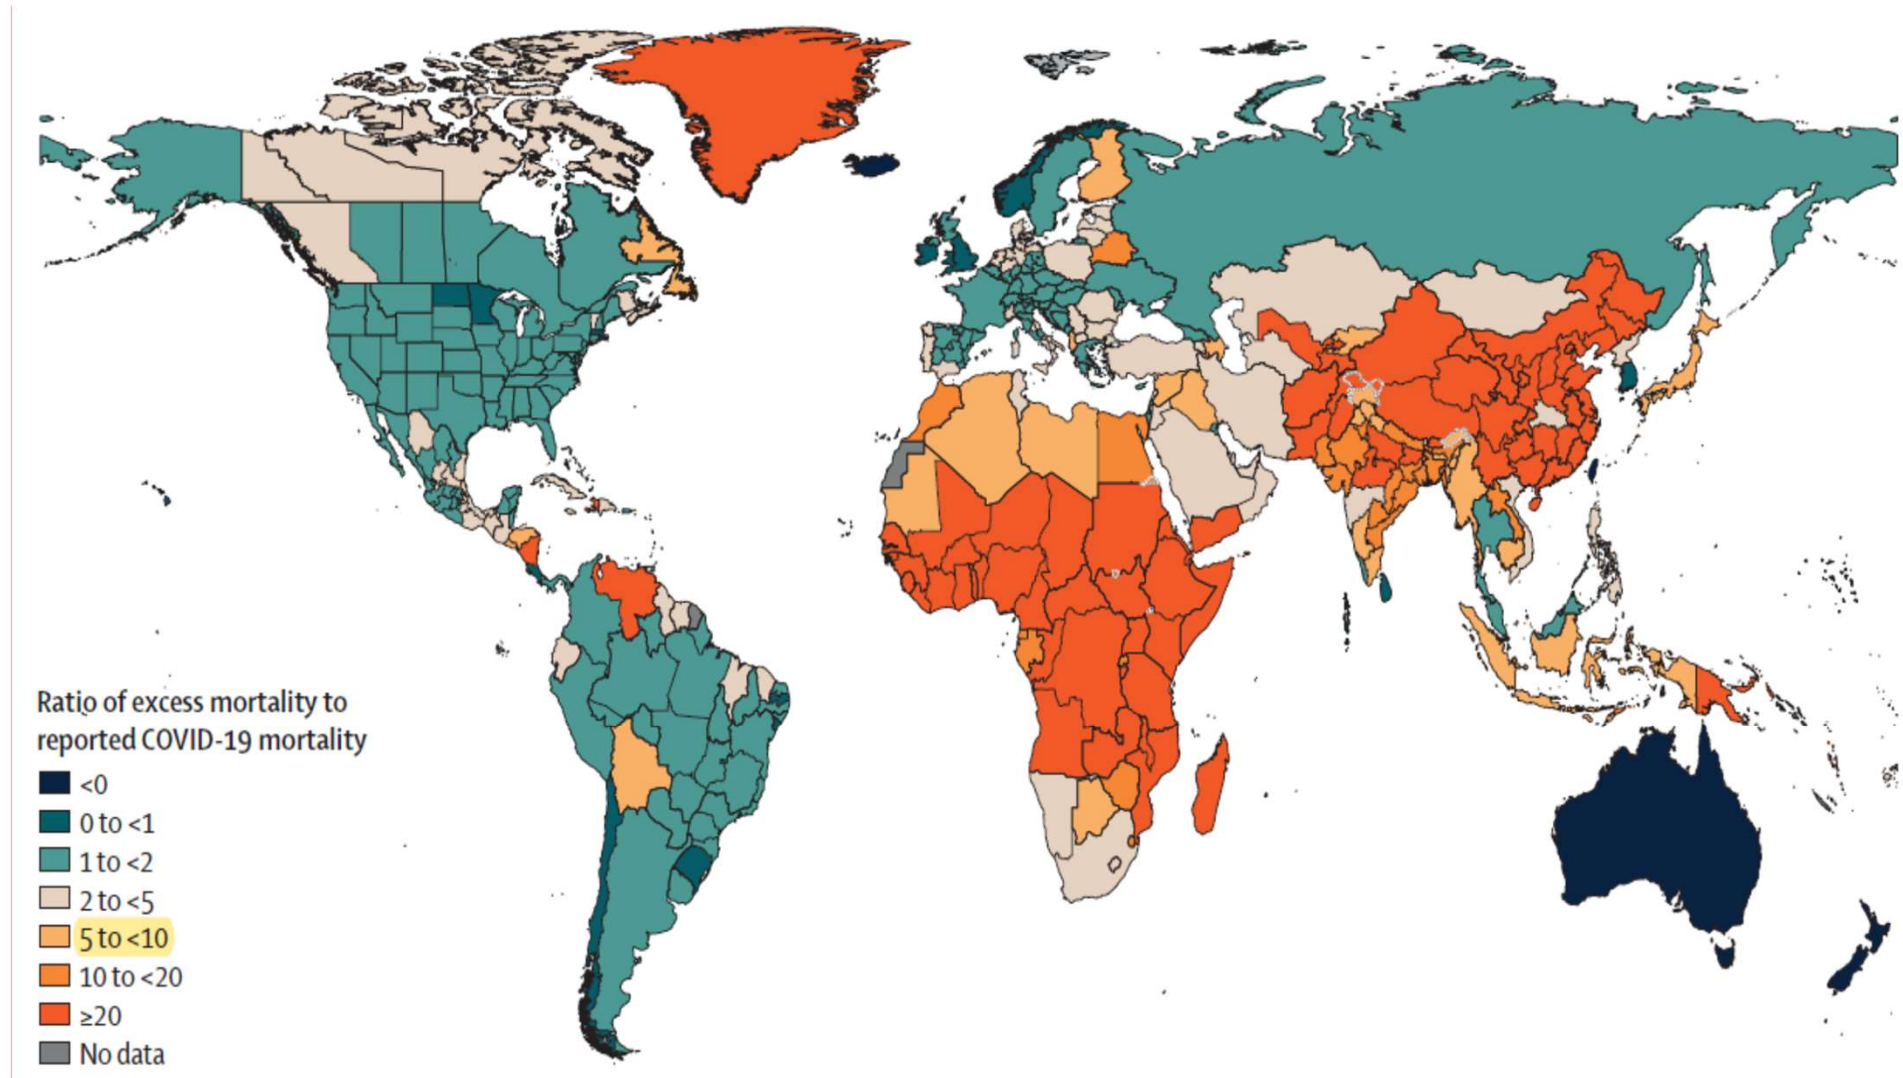 Ratio of excess mortality to
reported COVID-19 mortality
<0
0 to <1
1 to <2
2 to <5
5 to <10
10 to <20
≥20
No data